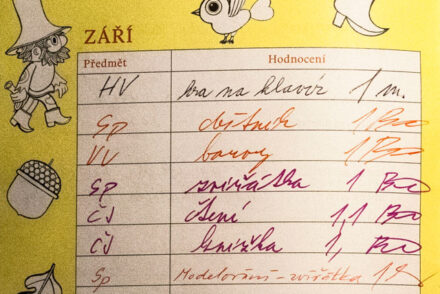 ZÁŘÍ
Předmět Hodnocení
HV hra na klavír 1 m.
Sp 1
VV barvy 1
Sp zvířátka 1
ČJ čtení 1,1
ČJ knížka 1,
Sp Modelování - zvířátka 1